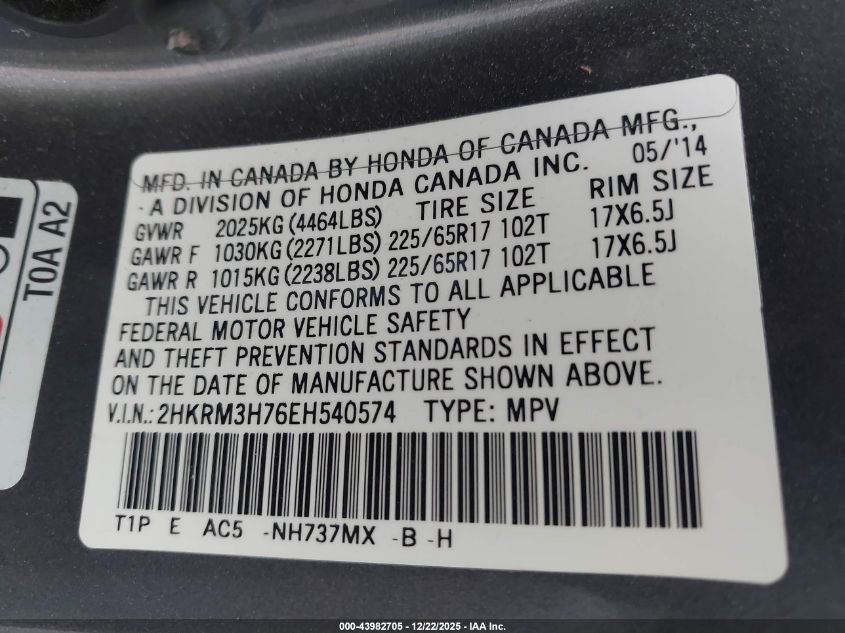 MFD. IN CANADA BY HONDA OF CANADA MFG.,
- A DIVISION OF HONDA CANADA INC. 05/'14
GVWR 2025KG (4464LBS) TIRE SIZE RIM SIZE
GAWR F 1030KG (2271LBS) 225/65R17 102T 17X6.5J
GAWR R 1015KG (2238LBS) 225/65R17 102T 17X6.5J
THIS VEHICLE CONFORMS TO ALL APPLICABLE
FEDERAL MOTOR VEHICLE SAFETY
AND THEFT PREVENTION STANDARDS IN EFFECT
ON THE DATE OF MANUFACTURE SHOWN ABOVE.
V.I.N.: 2HKRM3H76EH540574 TYPE: MPV
T1P E AC5 -NH737MX -B -H
T0A A2
000-43982705 - 12/22/2025 - IAA Inc.